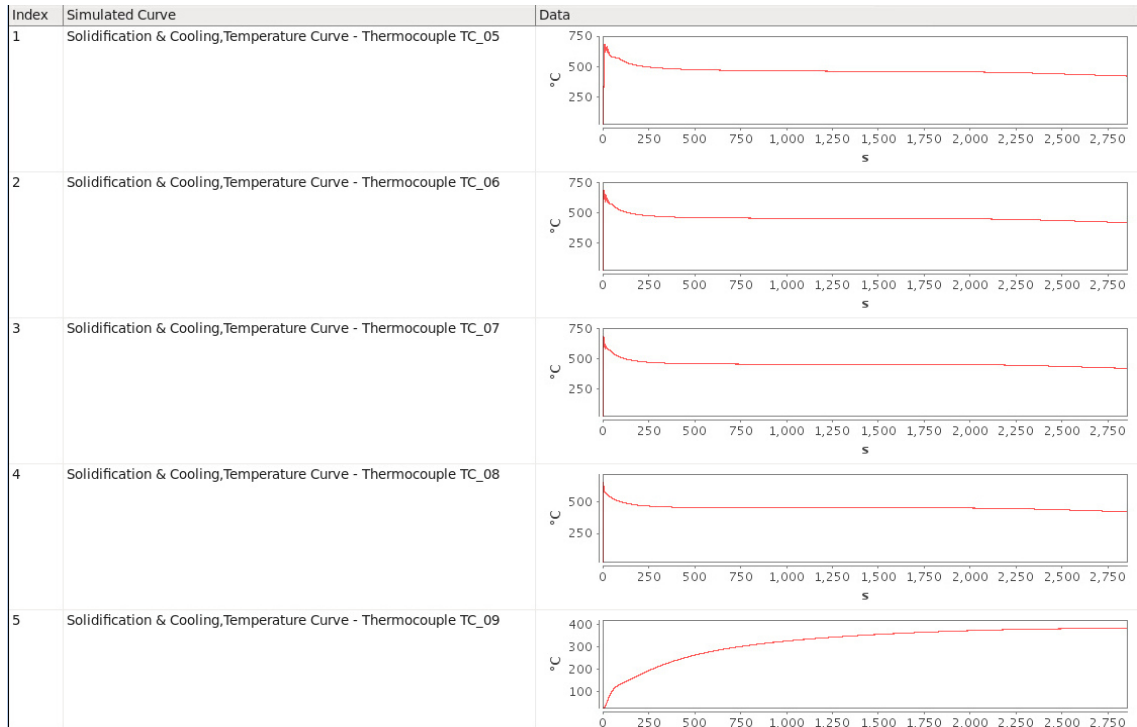 Index Simulated Curve Data
1 Solidification & Cooling,Temperature Curve - Thermocouple TC_05
750
500
250
°C
0 250 500 750 1,000 1,250 1,500 1,750 2,000 2,250 2,500 2,750
s
2 Solidification & Cooling,Temperature Curve - Thermocouple TC_06
750
500
250
°C
0 250 500 750 1,000 1,250 1,500 1,750 2,000 2,250 2,500 2,750
s
3 Solidification & Cooling,Temperature Curve - Thermocouple TC_07
750
500
250
°C
0 250 500 750 1,000 1,250 1,500 1,750 2,000 2,250 2,500 2,750
s
4 Solidification & Cooling,Temperature Curve - Thermocouple TC_08
500
250
°C
0 250 500 750 1,000 1,250 1,500 1,750 2,000 2,250 2,500 2,750
s
5 Solidification & Cooling,Temperature Curve - Thermocouple TC_09
400
300
200
100
°C
0 250 500 750 1,000 1,250 1,500 1,750 2,000 2,250 2,500 2,750